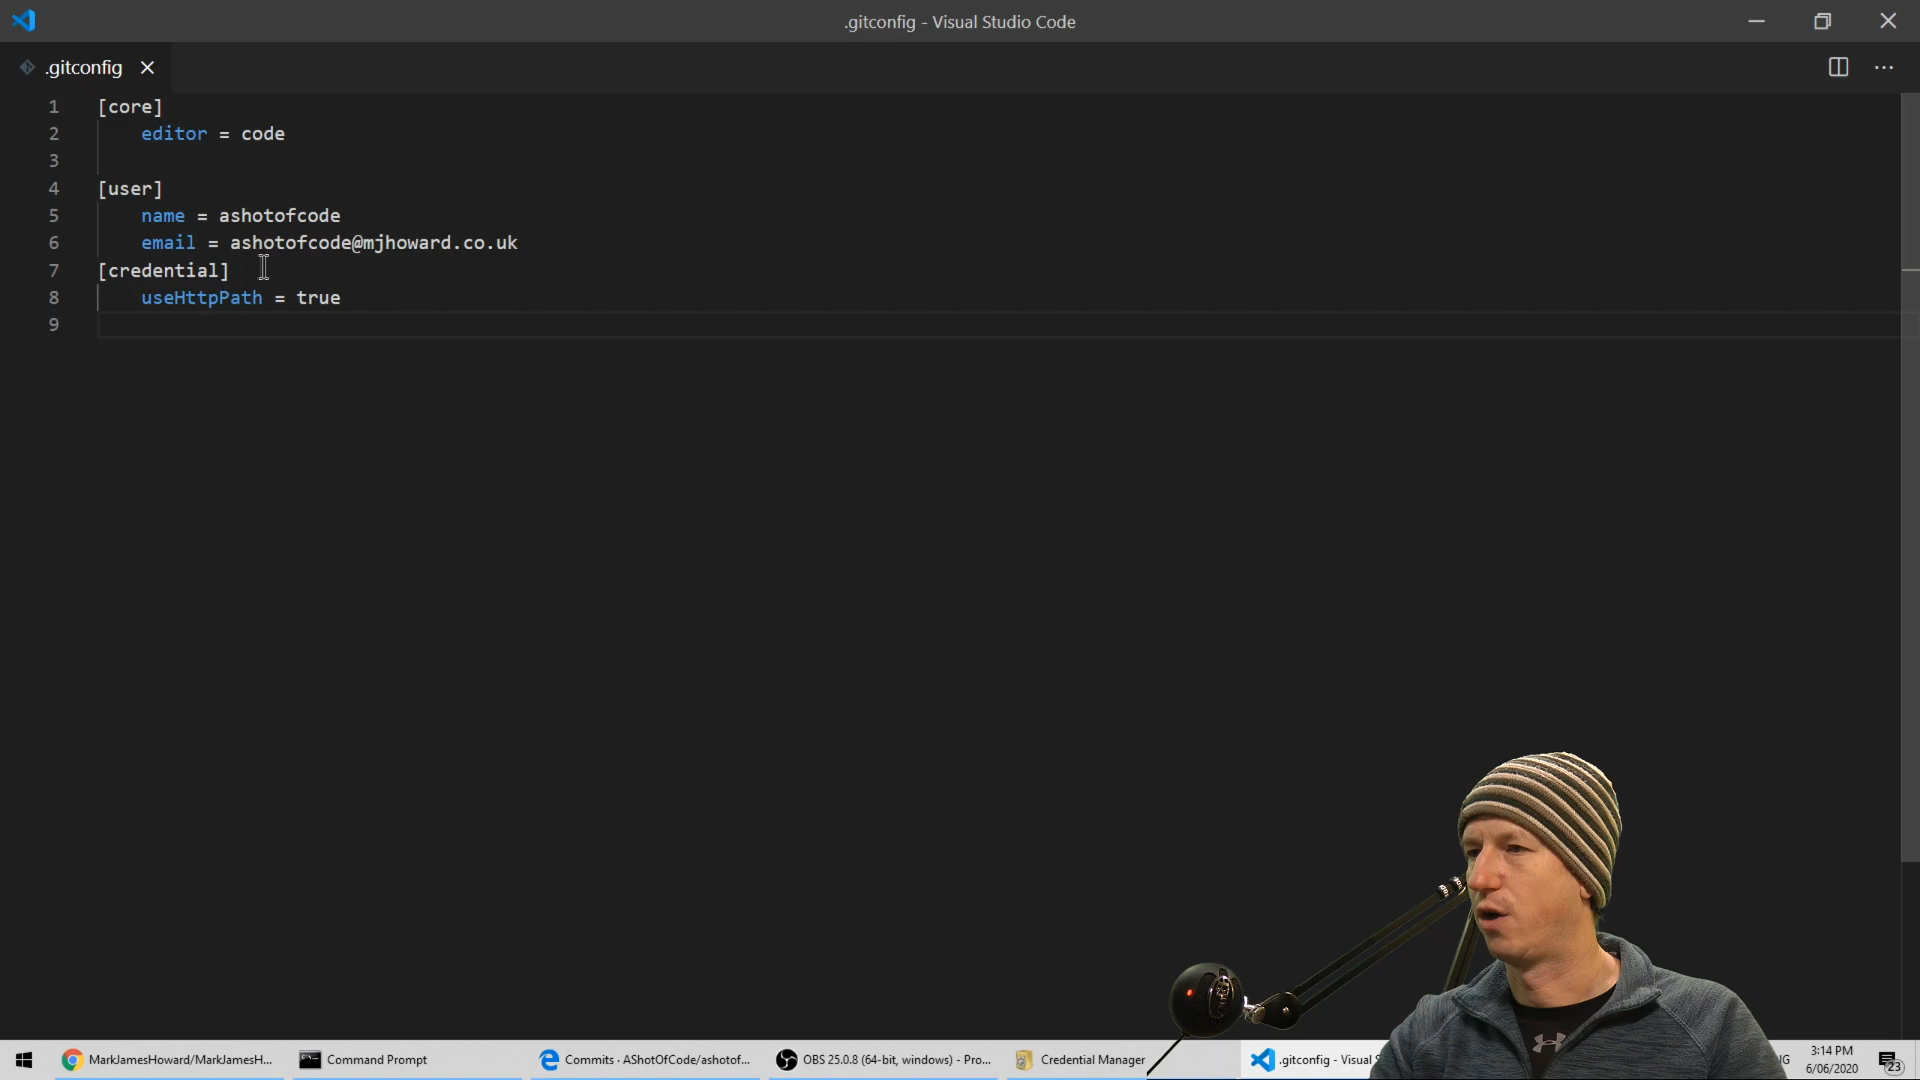 .gitconfig - Visual Studio Code
.gitconfig
1 [core]
2 editor = code
3
4 [user]
5 name = ashotofcode
6 email = ashotofcode@mjhoward.co.uk
7 [credential]
8 useHttpPath = true
9
MarkJamesHoward/MarkJamesH...
Command Prompt
Commits · AShotOfCode/ashotof...
OBS 25.0.8 (64-bit, windows) - Pro...
Credential Manager
.gitconfig - Visual S
3:14 PM
6/06/2020
23